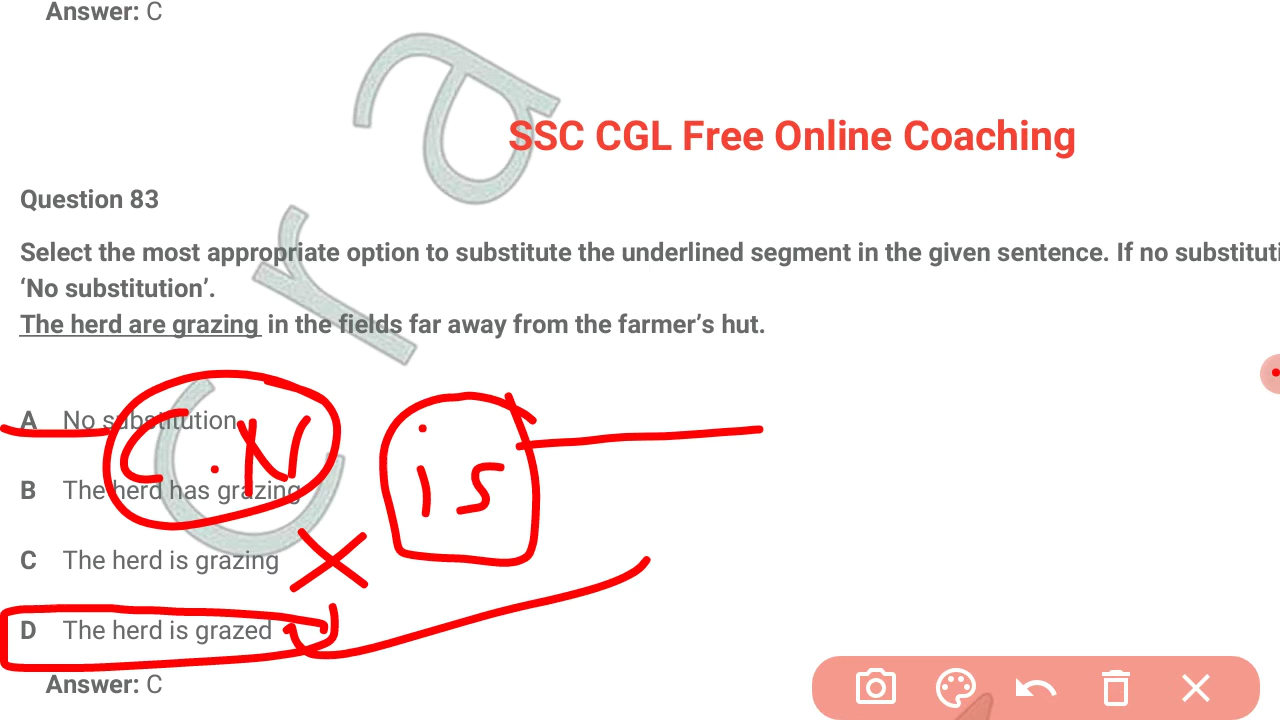 Answer: C
SSC CGL Free Online Coaching
Question 83
Select the most appropriate option to substitute the underlined segment in the given sentence. If no substituti
‘No substitution’.
The herd are grazing in the fields far away from the farmer’s hut.
A No substitution
C.N
is
B The herd has grazing
C The herd is grazing
D The herd is grazed
Answer: C